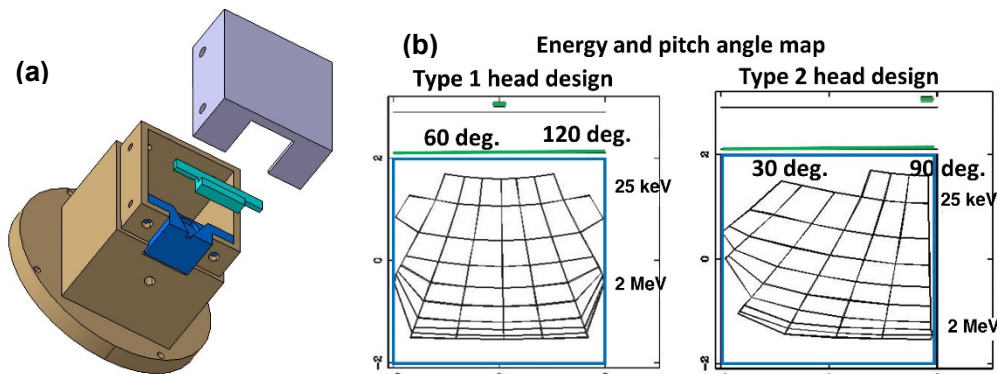 (a)
(b)
Energy and pitch angle map
Type 1 head design
Type 2 head design
60 deg.
120 deg.
30 deg.
90 deg.
2
2
25 keV
25 keV
0
0
2 MeV
2 MeV
-2
-2